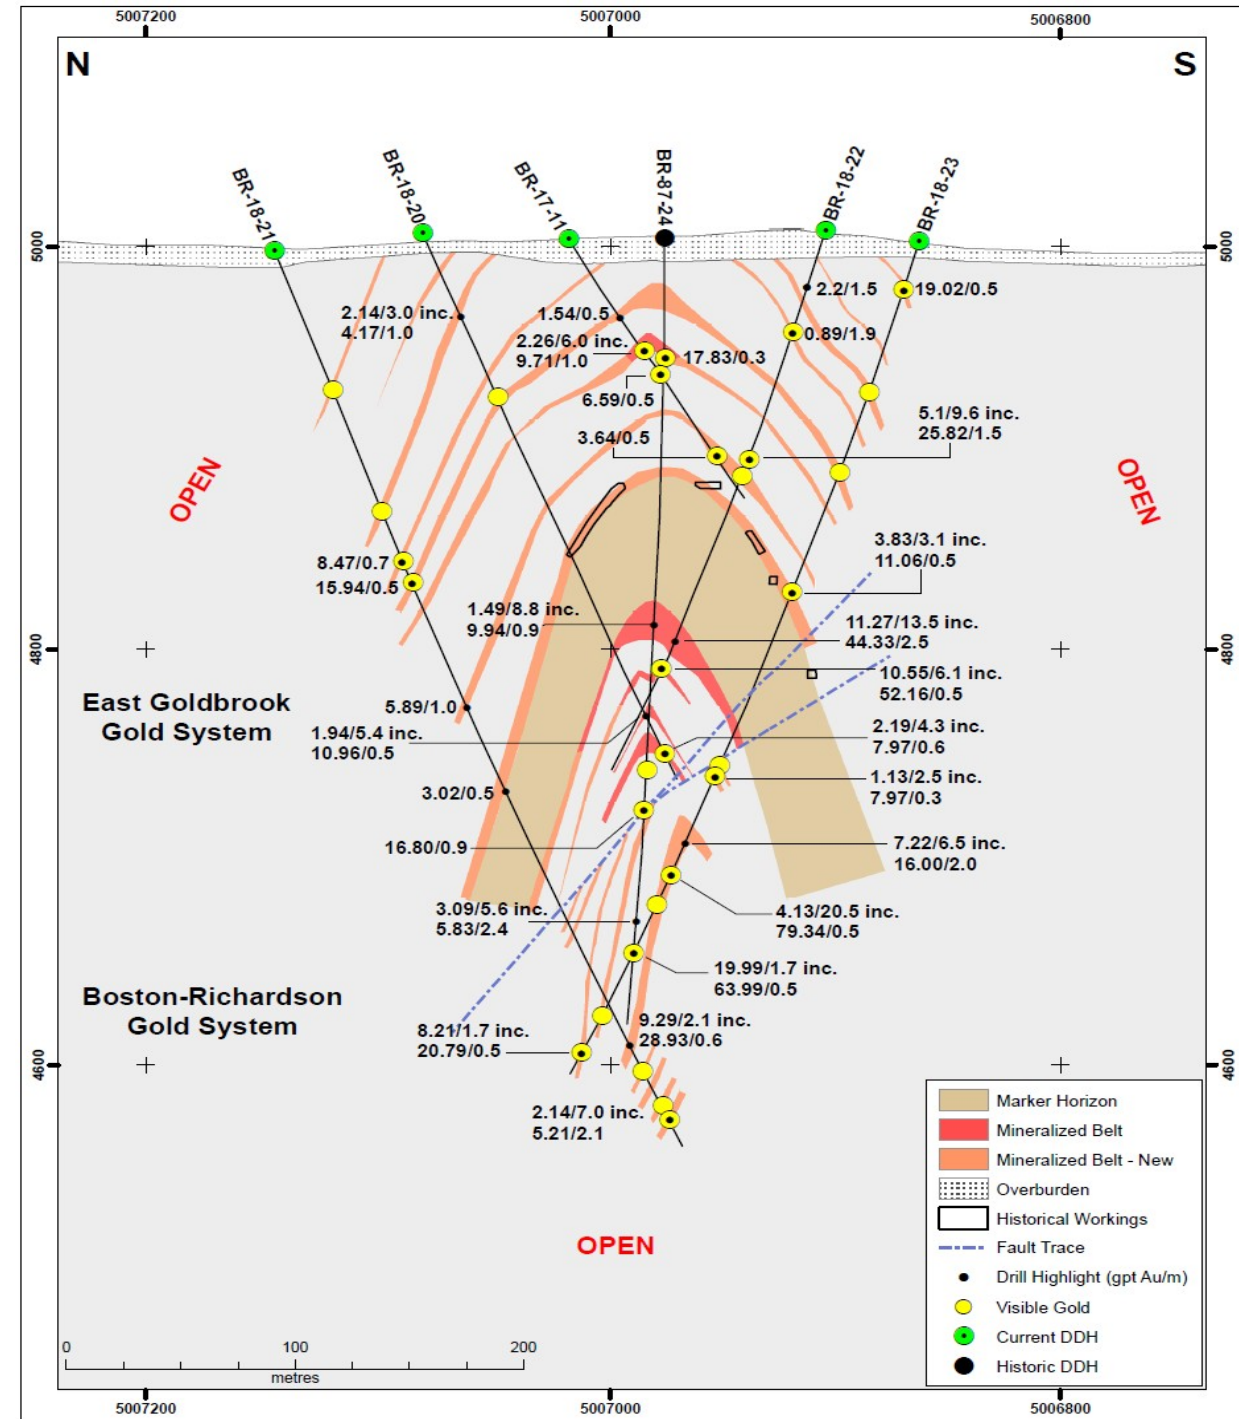 5007200
5007000
5006800
N
S
BR-18-21
BR-18-20
BR-17-11
BR-87-24
BR-18-22
BR-18-23
5000
5000
2.14/3.0 inc.
4.17/1.0
1.54/0.5
2.26/6.0 inc.
9.71/1.0
17.83/0.3
6.59/0.5
3.64/0.5
2.2/1.5
19.02/0.5
0.89/1.9
5.1/9.6 inc.
25.82/1.5
OPEN
OPEN
8.47/0.7
15.94/0.5
3.83/3.1 inc.
11.06/0.5
1.49/8.8 inc.
9.94/0.9
11.27/13.5 inc.
44.33/2.5
4800
4800
10.55/6.1 inc.
52.16/0.5
East Goldbrook
Gold System
5.89/1.0
1.94/5.4 inc.
10.96/0.5
2.19/4.3 inc.
7.97/0.6
3.02/0.5
1.13/2.5 inc.
7.97/0.3
16.80/0.9
7.22/6.5 inc.
16.00/2.0
3.09/5.6 inc.
5.83/2.4
4.13/20.5 inc.
79.34/0.5
19.99/1.7 inc.
63.99/0.5
Boston-Richardson
Gold System
8.21/1.7 inc.
20.79/0.5
9.29/2.1 inc.
28.93/0.6
4600
4600
2.14/7.0 inc.
5.21/2.1
OPEN
Marker Horizon
Mineralized Belt
Mineralized Belt - New
Overburden
Historical Workings
Fault Trace
Drill Highlight (gpt Au/m)
Visible Gold
Current DDH
Historic DDH
0
100
200
metres
5007200
5007000
5006800